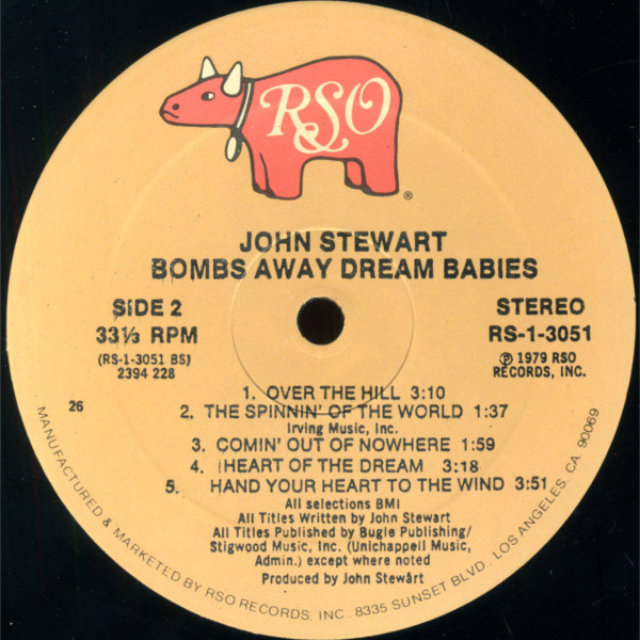 RSO
®
JOHN STEWART
BOMBS AWAY DREAM BABIES
SIDE 2
33⅓ RPM
(RS-1-3051 BS)
2394 228
STEREO
RS-1-3051
℗ 1979 RSO
RECORDS, INC.
26
1. OVER THE HILL 3:10
2. THE SPINNIN' OF THE WORLD 1:37
Irving Music, Inc.
3. COMIN' OUT OF NOWHERE 1:59
4. HEART OF THE DREAM 3:18
5. HAND YOUR HEART TO THE WIND 3:51
All selections BMI
All Titles Written by John Stewart
All Titles Published by Bugle Publishing/
Stigwood Music, Inc. (Unichappell Music,
Admin.) except where noted
Produced by John Stewart
MANUFACTURED & MARKETED BY RSO RECORDS, INC. 8335 SUNSET BLVD. LOS ANGELES, CA 90069